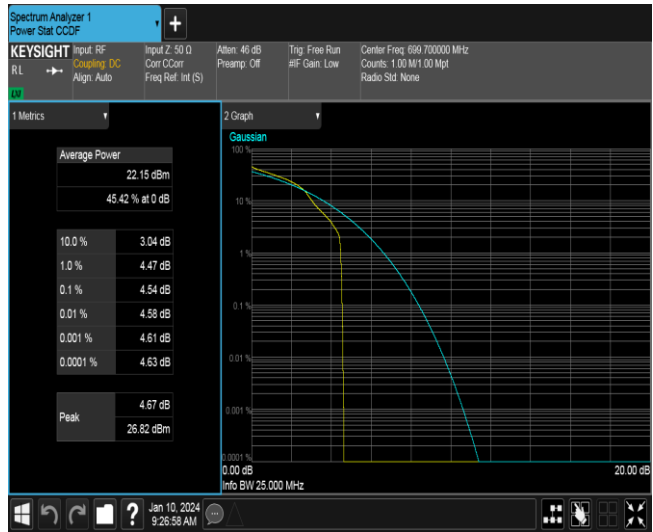 Spectrum Analyzer 1
Power Stat CCDF
+
KEYSIGHT
RL
LXI
Input: RF
Coupling: DC
Align: Auto
Input Z: 50 Ω
Corr CCorr
Freq Ref: Int (S)
Atten: 46 dB
Preamp: Off
Trig: Free Run
#IF Gain: Low
Center Freq: 699.700000 MHz
Counts: 1.00 M/1.00 Mpt
Radio Std: None
1 Metrics
Average Power
22.15 dBm
45.42 % at 0 dB
10.0 % 3.04 dB
1.0 % 4.47 dB
0.1 % 4.54 dB
0.01 % 4.58 dB
0.001 % 4.61 dB
0.0001 % 4.63 dB
Peak
4.67 dB
26.82 dBm
2 Graph
Gaussian
100 %
10 %
1 %
0.1 %
0.01 %
0.001 %
0.0001 %
0.00 dB 20.00 dB
Info BW 25.000 MHz
?
Jan 10, 2024
9:26:58 AM